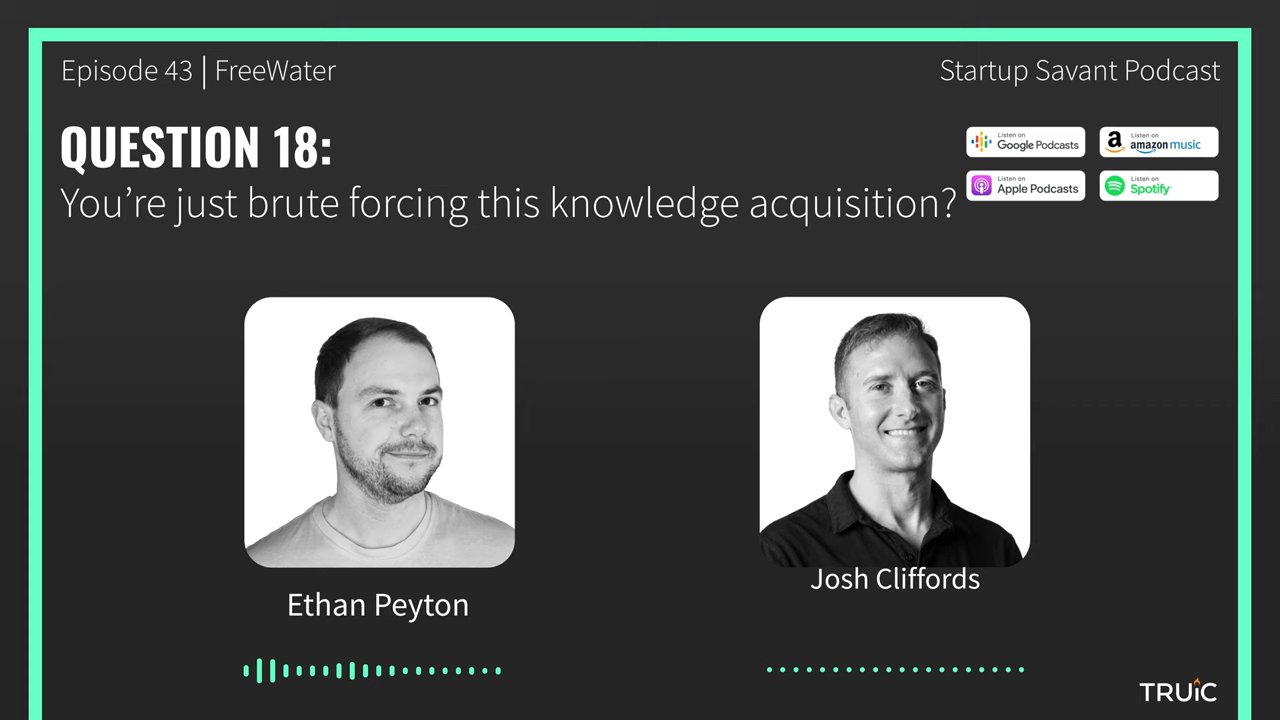 Episode 43 | FreeWater
Startup Savant Podcast
QUESTION 18:
You're just brute forcing this knowledge acquisition?
Listen on
Google Podcasts
Listen on
amazon music
Listen on
Apple Podcasts
Listen on
Spotify
Ethan Peyton
Josh Cliffords
TRUiC